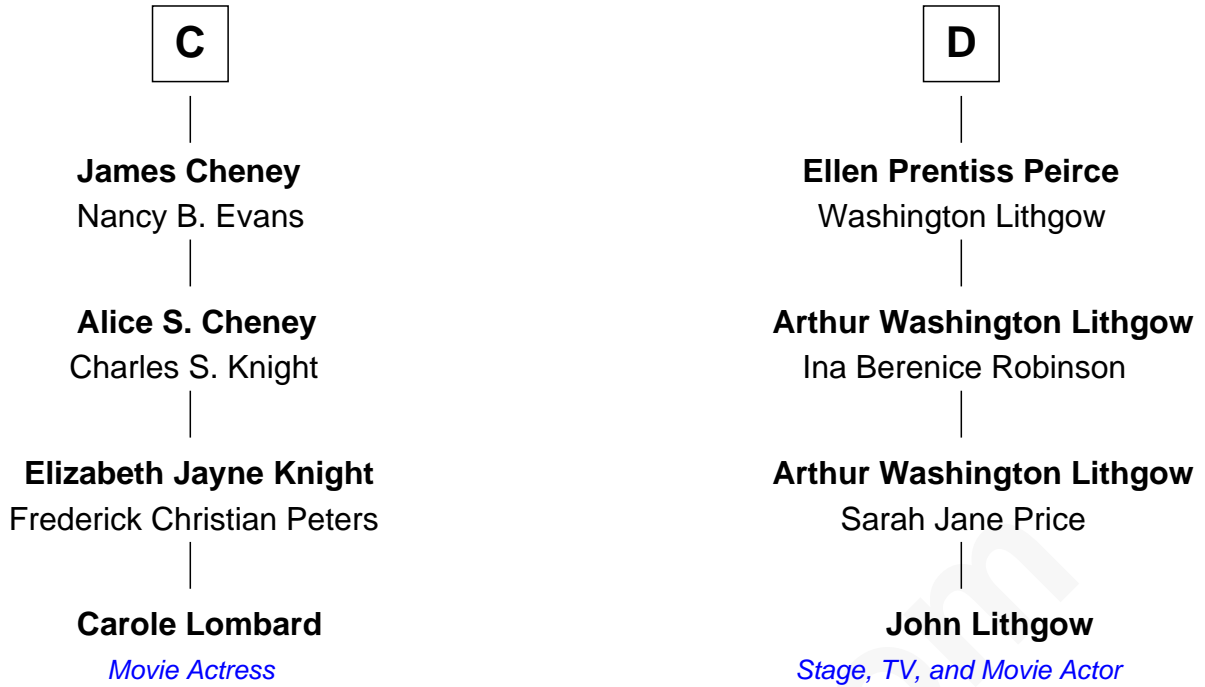 C
James Cheney
Nancy B. Evans
Alice S. Cheney
Charles S. Knight
Elizabeth Jayne Knight
Frederick Christian Peters
Carole Lombard
Movie Actress
D
Ellen Prentiss Peirce
Washington Lithgow
Arthur Washington Lithgow
Ina Berenice Robinson
Arthur Washington Lithgow
Sarah Jane Price
John Lithgow
Stage, TV, and Movie Actor